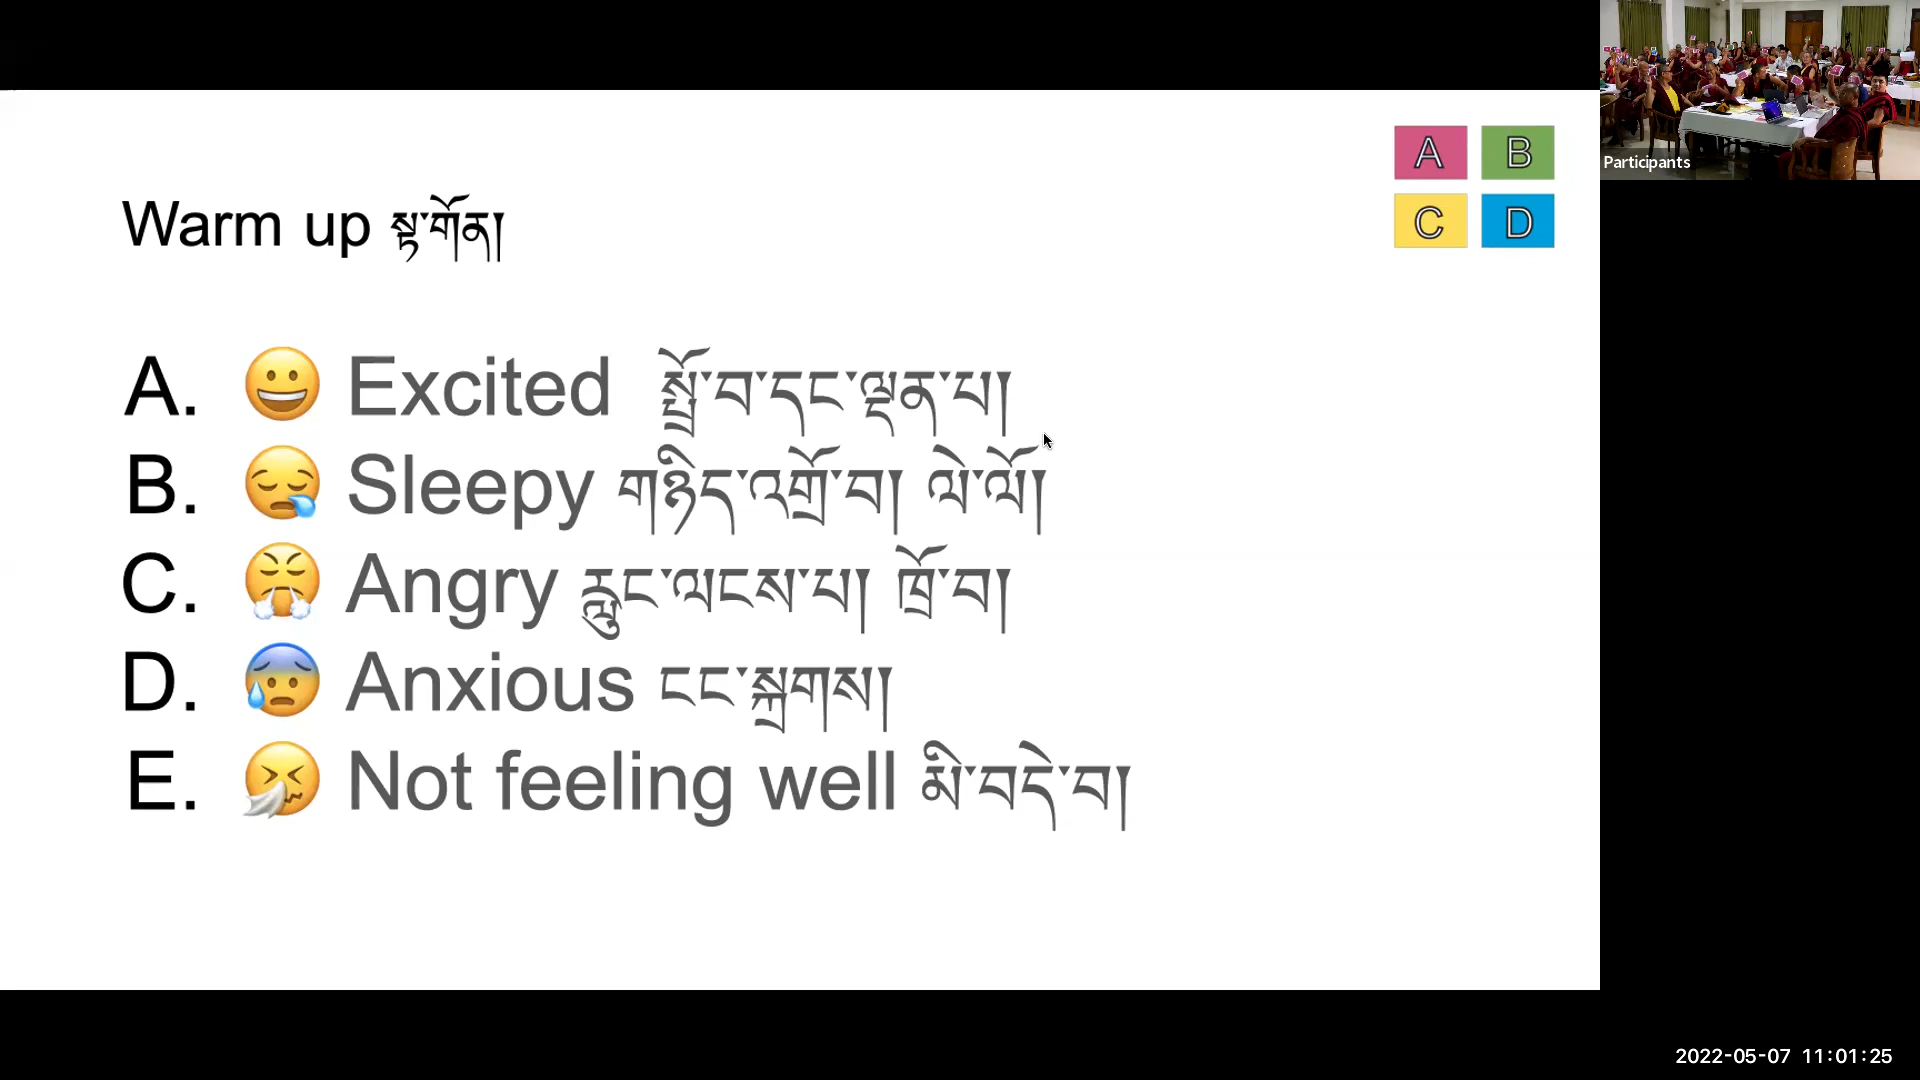 A B
C D
Participants
Warm up སྟ་གོན།
A. 😀 Excited སྤྲོ་བ་དང་ལྡན་པ།
B. 😪 Sleepy གཉིད་འགྲོ་བ། ལེ་ལོ།
C. 😤 Angry རླུང་ལངས་པ། ཁྲོ་བ།
D. 😰 Anxious ངང་སྐྲགས།
E. 🤧 Not feeling well མི་བདེ་བ།
2022-05-07 11:01:25